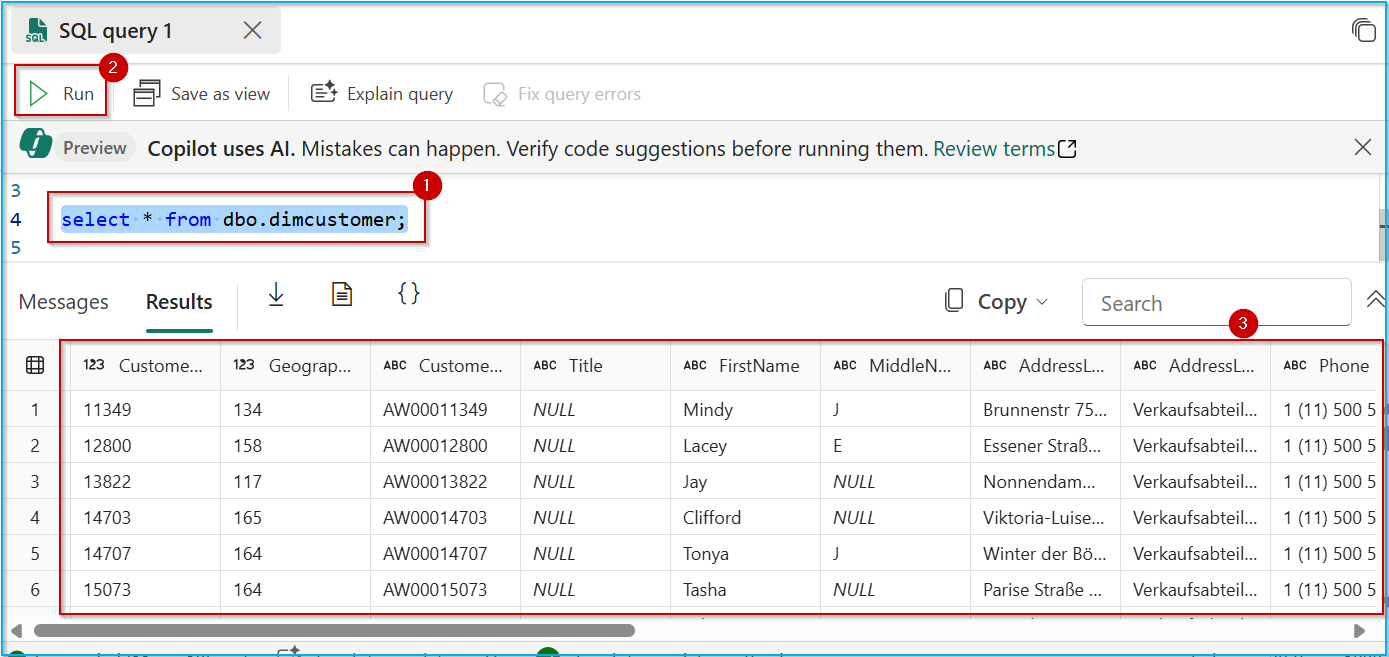 SQL query 1
2
Run Save as view Explain query Fix query errors
Preview Copilot uses AI. Mistakes can happen. Verify code suggestions before running them. Review terms
3
1
4 select * from dbo.dimcustomer;
5
Messages Results {} Copy Search
3
123 Custome... 123 Geograp... ABC Custome... ABC Title ABC FirstName ABC MiddleN... ABC AddressL... ABC AddressL... ABC Phone
1 11349 134 AW00011349 NULL Mindy J Brunnenstr 75... Verkaufsabteil... 1 (11) 500 5
2 12800 158 AW00012800 NULL Lacey E Essener Straß... Verkaufsabteil... 1 (11) 500 5
3 13822 117 AW00013822 NULL Jay NULL Nonnendam... Verkaufsabteil... 1 (11) 500 5
4 14703 165 AW00014703 NULL Clifford NULL Viktoria-Luise... Verkaufsabteil... 1 (11) 500 5
5 14707 164 AW00014707 NULL Tonya J Winter der Bö... Verkaufsabteil... 1 (11) 500 5
6 15073 164 AW00015073 NULL Tasha NULL Parise Straße ... Verkaufsabteil... 1 (11) 500 5